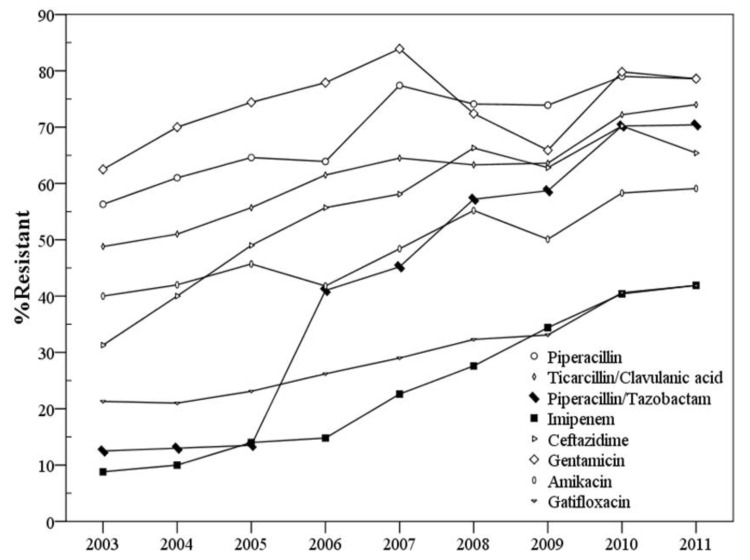 90
80
70
60
50
40
30
20
10
0
%Resistant
Piperacillin
Ticarcillin/Clavulanic acid
Piperacillin/Tazobactam
Imipenem
Ceftazidime
Gentamicin
Amikacin
Gatifloxacin
2003 2004 2005 2006 2007 2008 2009 2010 2011